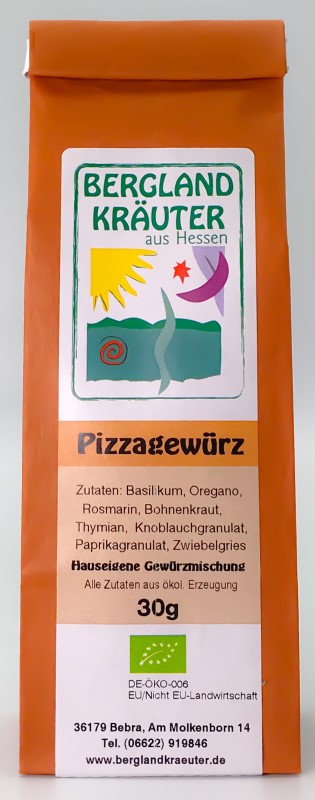 BERGLAND
KRÄUTER
aus Hessen
Pizzagewürz
Zutaten: Basilikum, Oregano,
Rosmarin, Bohnenkraut,
Thymian, Knoblauchgranulat,
Paprikagranulat, Zwiebelgries
Hauseigene Gewürzmischung
Alle Zutaten aus ökol. Erzeugung
30g
DE-ÖKO-006
EU/Nicht EU-Landwirtschaft
36179 Bebra, Am Molkenborn 14
Tel. (06622) 919846
www.berglandkraeuter.de